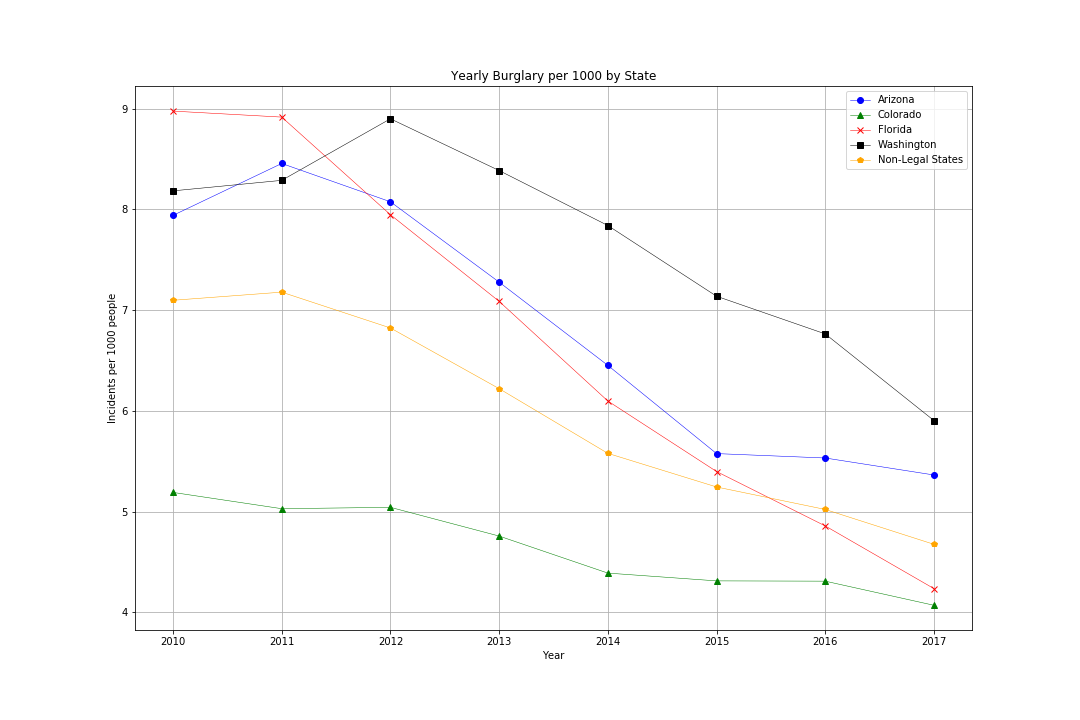 Yearly Burglary per 1000 by State
Arizona
Colorado
Florida
Washington
Non-Legal States
Incidents per 1000 people
9
8
7
6
5
4
2010 2011 2012 2013 2014 2015 2016 2017
Year